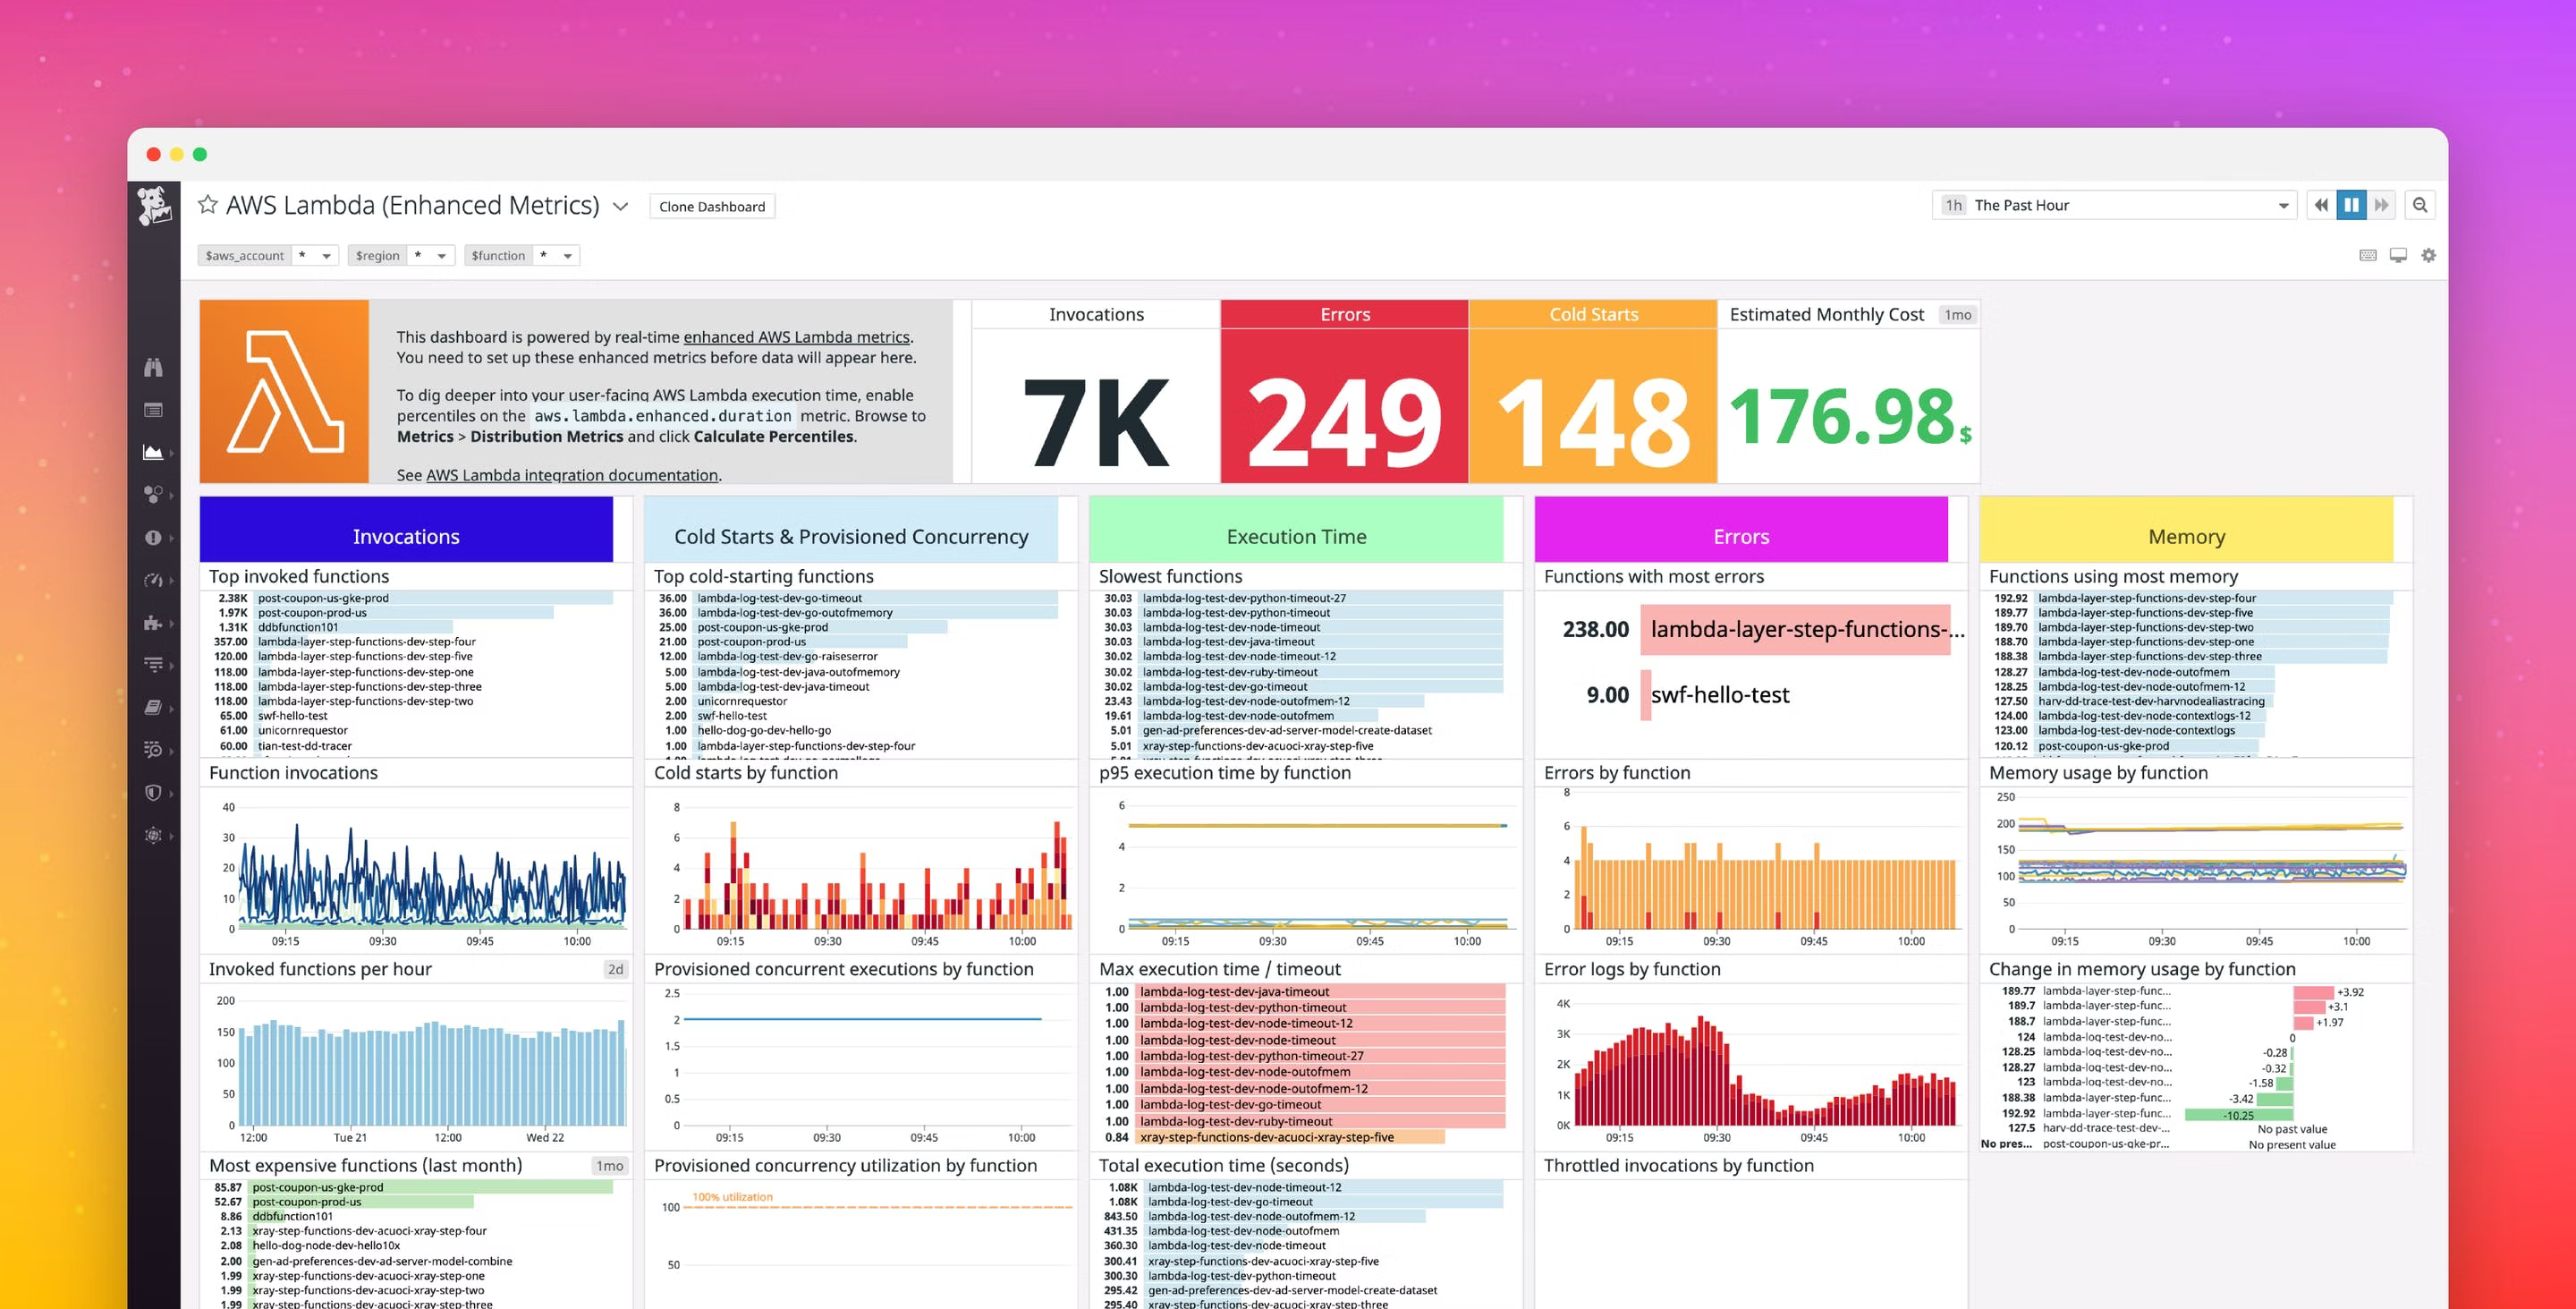 AWS Lambda (Enhanced Metrics)
Clone Dashboard
1h The Past Hour
$aws_account *
$region *
$function *
This dashboard is powered by real-time enhanced AWS Lambda metrics.
You need to set up these enhanced metrics before data will appear here.
To dig deeper into your user-facing AWS Lambda execution time, enable
percentiles on the aws.lambda.enhanced.duration metric. Browse to
Metrics > Distribution Metrics and click Calculate Percentiles.
See AWS Lambda integration documentation.
Invocations
7K
Errors
249
Cold Starts
148
Estimated Monthly Cost 1mo
176.98$
Invocations
Top invoked functions
2.38K post-coupon-us-gke-prod
1.97K post-coupon-prod-us
1.31K ddbfunction101
357.00 lambda-layer-step-functions-dev-step-four
120.00 lambda-layer-step-functions-dev-step-five
118.00 lambda-layer-step-functions-dev-step-one
118.00 lambda-layer-step-functions-dev-step-three
118.00 lambda-layer-step-functions-dev-step-two
65.00 swf-hello-test
61.00 unicornrequestor
60.00 tian-test-dd-tracer
Function invocations
40
30
20
10
0
09:15 09:30 09:45 10:00
Invoked functions per hour 2d
200
150
100
50
0
12:00 Tue 21 12:00 Wed 22
Most expensive functions (last month) 1mo
85.87 post-coupon-us-gke-prod
52.67 post-coupon-prod-us
8.86 ddbfunction101
2.13 xray-step-functions-dev-acuoci-xray-step-four
2.08 hello-dog-node-dev-hello10x
2.00 gen-ad-preferences-dev-ad-server-model-combine
1.99 xray-step-functions-dev-acuoci-xray-step-one
1.99 xray-step-functions-dev-acuoci-xray-step-two
1.99 xray-step-functions-dev-acuoci-xray-step-three
Cold Starts & Provisioned Concurrency
Top cold-starting functions
36.00 lambda-log-test-dev-go-timeout
36.00 lambda-log-test-dev-go-outofmemory
25.00 post-coupon-us-gke-prod
21.00 post-coupon-prod-us
12.00 lambda-log-test-dev-go-raiseserror
5.00 lambda-log-test-dev-java-outofmemory
5.00 lambda-log-test-dev-java-timeout
2.00 unicornrequestor
2.00 swf-hello-test
1.00 hello-dog-go-dev-hello-go
1.00 lambda-layer-step-functions-dev-step-four
Cold starts by function
8
6
4
2
0
09:15 09:30 09:45 10:00
Provisioned concurrent executions by function
2.5
2
1.5
1
0.5
0
09:15 09:30 09:45 10:00
Provisioned concurrency utilization by function
100% utilization
100
50
Execution Time
Slowest functions
30.03 lambda-log-test-dev-python-timeout-27
30.03 lambda-log-test-dev-python-timeout
30.03 lambda-log-test-dev-node-timeout
30.03 lambda-log-test-dev-java-timeout
30.02 lambda-log-test-dev-node-timeout-12
30.02 lambda-log-test-dev-ruby-timeout
30.02 lambda-log-test-dev-go-timeout
23.43 lambda-log-test-dev-node-outofmem-12
19.61 lambda-log-test-dev-node-outofmem
5.01 gen-ad-preferences-dev-ad-server-model-create-dataset
5.01 xray-step-functions-dev-acuoci-xray-step-five
p95 execution time by function
6
4
2
0
09:15 09:30 09:45 10:00
Max execution time / timeout
1.00 lambda-log-test-dev-java-timeout
1.00 lambda-log-test-dev-python-timeout
1.00 lambda-log-test-dev-node-timeout-12
1.00 lambda-log-test-dev-node-timeout
1.00 lambda-log-test-dev-python-timeout-27
1.00 lambda-log-test-dev-node-outofmem
1.00 lambda-log-test-dev-node-outofmem-12
1.00 lambda-log-test-dev-go-timeout
1.00 lambda-log-test-dev-ruby-timeout
0.84 xray-step-functions-dev-acuoci-xray-step-five
Total execution time (seconds)
1.08K lambda-log-test-dev-node-timeout-12
1.08K lambda-log-test-dev-go-timeout
843.50 lambda-log-test-dev-node-outofmem-12
431.35 lambda-log-test-dev-node-outofmem
360.30 lambda-log-test-dev-node-timeout
300.41 xray-step-functions-dev-acuoci-xray-step-five
300.30 lambda-log-test-dev-python-timeout
295.42 gen-ad-preferences-dev-ad-server-model-create-dataset
295.40 xray-step-functions-dev-acuoci-xray-step-three
Errors
Functions with most errors
238.00 lambda-layer-step-functions-...
9.00 swf-hello-test
Errors by function
8
6
4
2
0
09:15 09:30 09:45 10:00
Error logs by function
4K
3K
2K
1K
0K
09:15 09:30 09:45 10:00
Throttled invocations by function
Memory
Functions using most memory
192.92 lambda-layer-step-functions-dev-step-four
189.77 lambda-layer-step-functions-dev-step-five
189.70 lambda-layer-step-functions-dev-step-two
188.70 lambda-layer-step-functions-dev-step-one
188.38 lambda-layer-step-functions-dev-step-three
128.27 lambda-log-test-dev-node-outofmem
128.25 lambda-log-test-dev-node-outofmem-12
127.50 harv-dd-trace-test-dev-harvnodealiastracing
124.00 lambda-log-test-dev-node-contextlogs-12
123.00 lambda-log-test-dev-node-contextlogs
120.12 post-coupon-us-gke-prod
Memory usage by function
250
200
150
100
50
0
09:15 09:30 09:45 10:00
Change in memory usage by function
189.77 lambda-layer-step-func... +3.92
189.7 lambda-layer-step-func... +3.1
188.7 lambda-layer-step-func... +1.97
124 lambda-log-test-dev-no... 0
128.25 lambda-log-test-dev-no... -0.28
128.27 lambda-log-test-dev-no... -0.32
123 lambda-log-test-dev-no... -1.58
188.38 lambda-layer-step-func... -3.42
192.92 lambda-layer-step-func... -10.25
127.5 harv-dd-trace-test-dev-... No past value
No pres... post-coupon-us-gke-pr... No present value